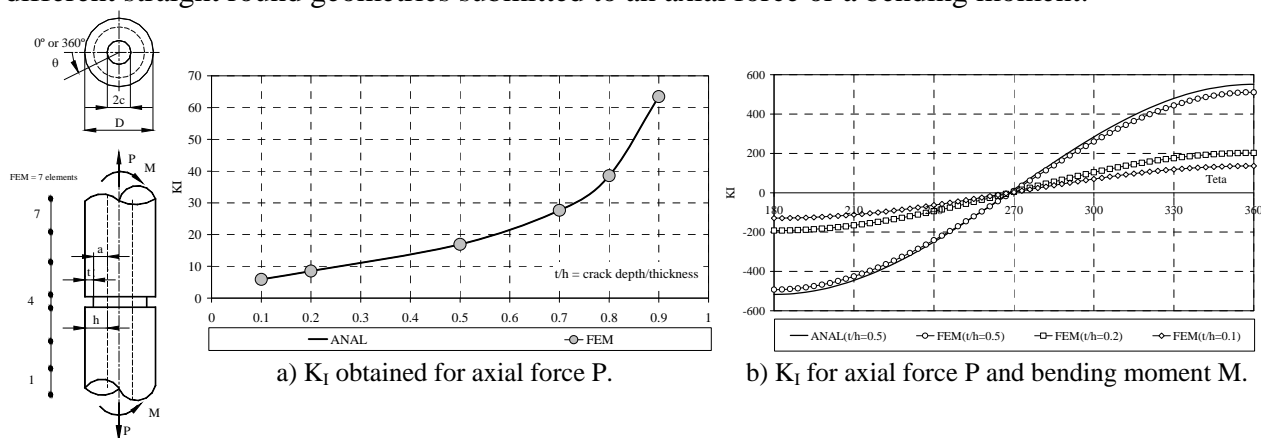 different straight round geometries submitted to an axial force or a bending moment.
0º or 360º
θ
2c
D
P
M
FEM = 7 elements
7
a
t
4
h
1
M
P
KI
70
60
50
40
30
20
10
0
t/h = crack depth/thickness
0 0.1 0.2 0.3 0.4 0.5 0.6 0.7 0.8 0.9 1
ANAL FEM
a) KI obtained for axial force P.
KI
600
400
200
0
-200
-400
-600
Teta
180 210 240 270 300 330 360
ANAL(t/h=0.5) FEM(t/h=0.5) FEM(t/h=0.2) FEM(t/h=0.1)
b) KI for axial force P and bending moment M.